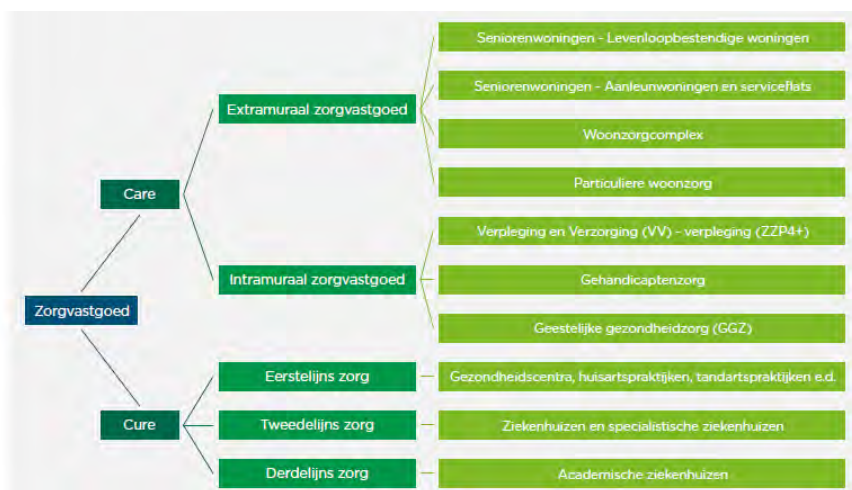 Seniorenwoningen - Levenloopbestendige woningen
Seniorenwoningen - Aanleunwoningen en serviceflats
Extramuraal zorgvastgoed
Woonzorgcomplex
Particuliere woonzorg
Care
Verpleging en Verzorging (VV) - verpleging (ZZP4+)
Intramuraal zorgvastgoed
Gehandicaptenzorg
Geestelijke gezondheidzorg (GGZ)
Zorgvastgoed
Eerstelijns zorg
Gezondheidscentra, huisartspraktijken, tandartspraktijken e.d.
Cure
Tweedelijns zorg
Ziekenhuizen en specialistische ziekenhuizen
Derdelijns zorg
Academische ziekenhuizen